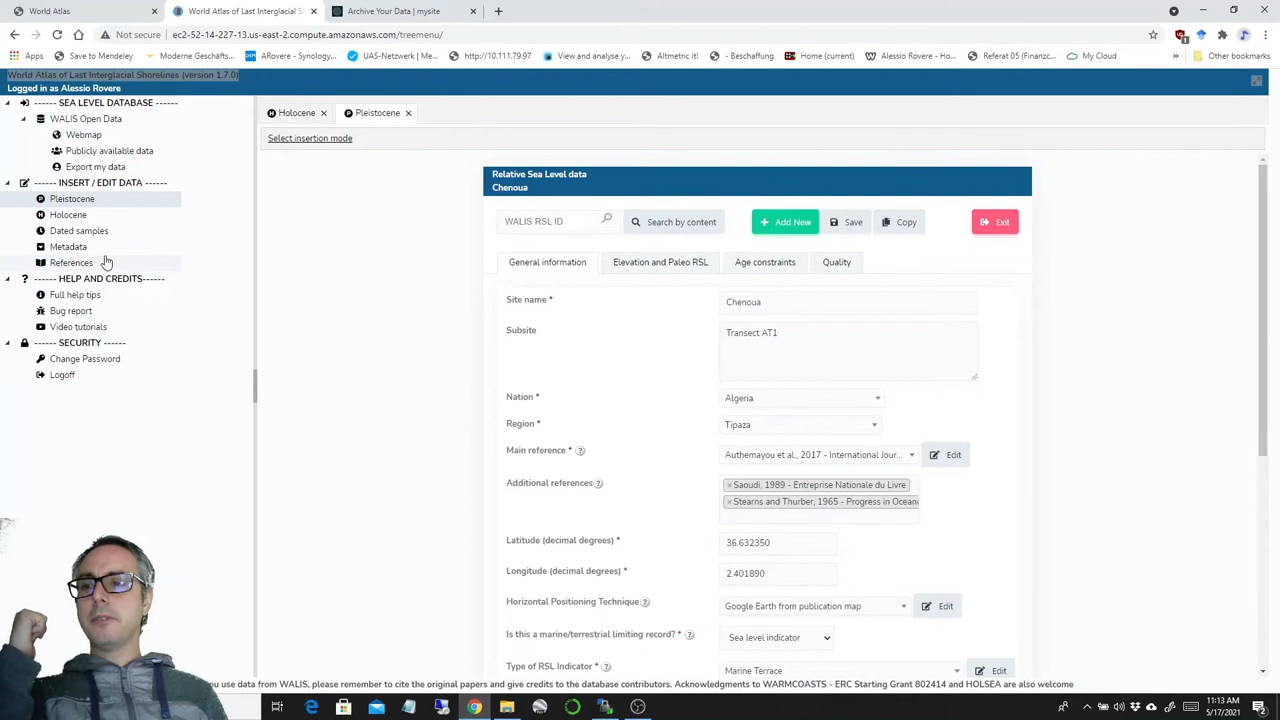 World Atlas
World Atlas of Last Interglacial Sh
Archive Your Data | mysite
Not secure
ec2-52-14-227-13.us-east-2.compute.amazonaws.com/treemenu/
Apps
Save to Mendeley
Moderne Geschäfts...
ARovere - Synology...
UAS-Netzwerk | Me...
http://10.111.79.97
View and analyse y...
Altmetric it!
- Beschaffung
Home (current)
Alessio Rovere - Ho...
Referat 05 (Finanzc...
My Cloud
Other bookmarks
World Atlas of Last Interglacial Shorelines (version 1.7.0)
Logged in as Alessio Rovere
------ SEA LEVEL DATABASE ------
WALIS Open Data
Webmap
Publicly available data
Export my data
------ INSERT / EDIT DATA ------
Pleistocene
Holocene
Dated samples
Metadata
References
------ HELP AND CREDITS------
Full help tips
Bug report
Video tutorials
------ SECURITY ------
Change Password
Logoff
Holocene
Pleistocene
Select insertion mode
Relative Sea Level data
Chenoua
WALIS RSL ID
Search by content
Add New
Save
Copy
Exit
General information
Elevation and Paleo RSL
Age constraints
Quality
Site name *
Chenoua
Subsite
Transect AT1
Nation *
Algeria
Region *
Tipaza
Main reference *
Authemayou et al., 2017 - International Jour...
Edit
Additional references
×Saoudi, 1989 - Entreprise Nationale du Livre
×Stearns and Thurber, 1965 - Progress in Oceano
Latitude (decimal degrees) *
36.632350
Longitude (decimal degrees) *
2.401890
Horizontal Positioning Technique
Google Earth from publication map
Edit
Is this a marine/terrestrial limiting record? *
Sea level indicator
Type of RSL Indicator *
Marine Terrace
Edit
ou use data from WALIS, please remember to cite the original papers and give credits to the database contributors. Acknowledgments to WARMCOASTS - ERC Starting Grant 802414 and HOLSEA are also welcome
11:13 AM
5/17/2021